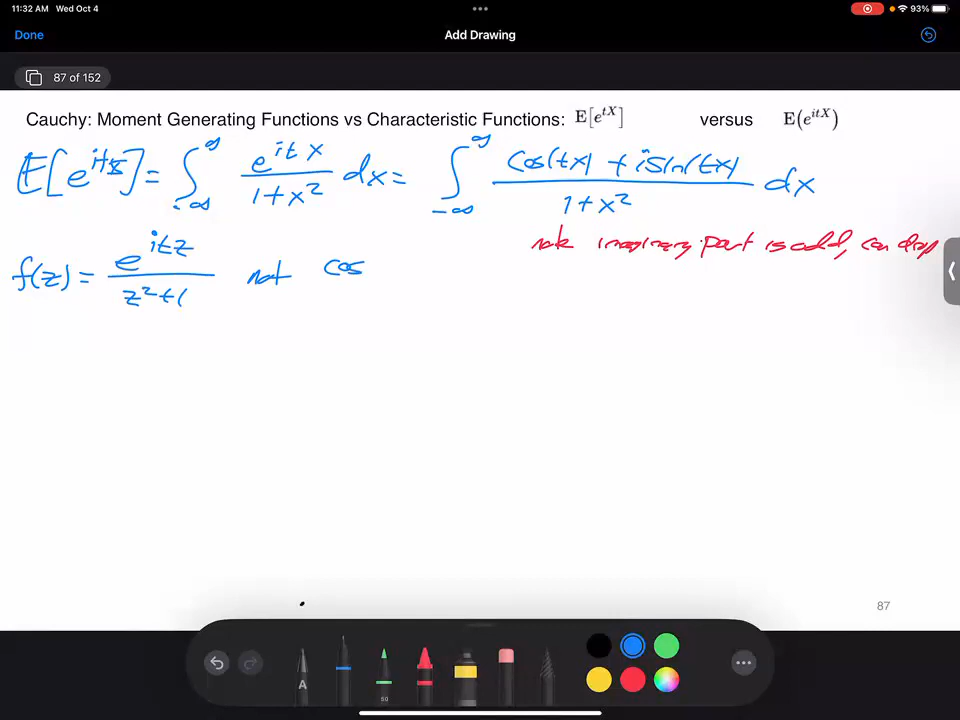 11:32 AM Wed Oct 4
93%
Done
Add Drawing
87 of 152
Cauchy: Moment Generating Functions vs Characteristic Functions: E[e^{tX}] versus E(e^{itX})
E[e^{itX}] = ∫_{-∞}^{∞} e^{itx}/(1+x^2) dx = ∫_{-∞}^{∞} (cos(tx) + i sin(tx))/(1+x^2) dx
note imaginary part is odd, can drop
f(z) = e^{itz}/(z^2+1) not cos
87
A
50